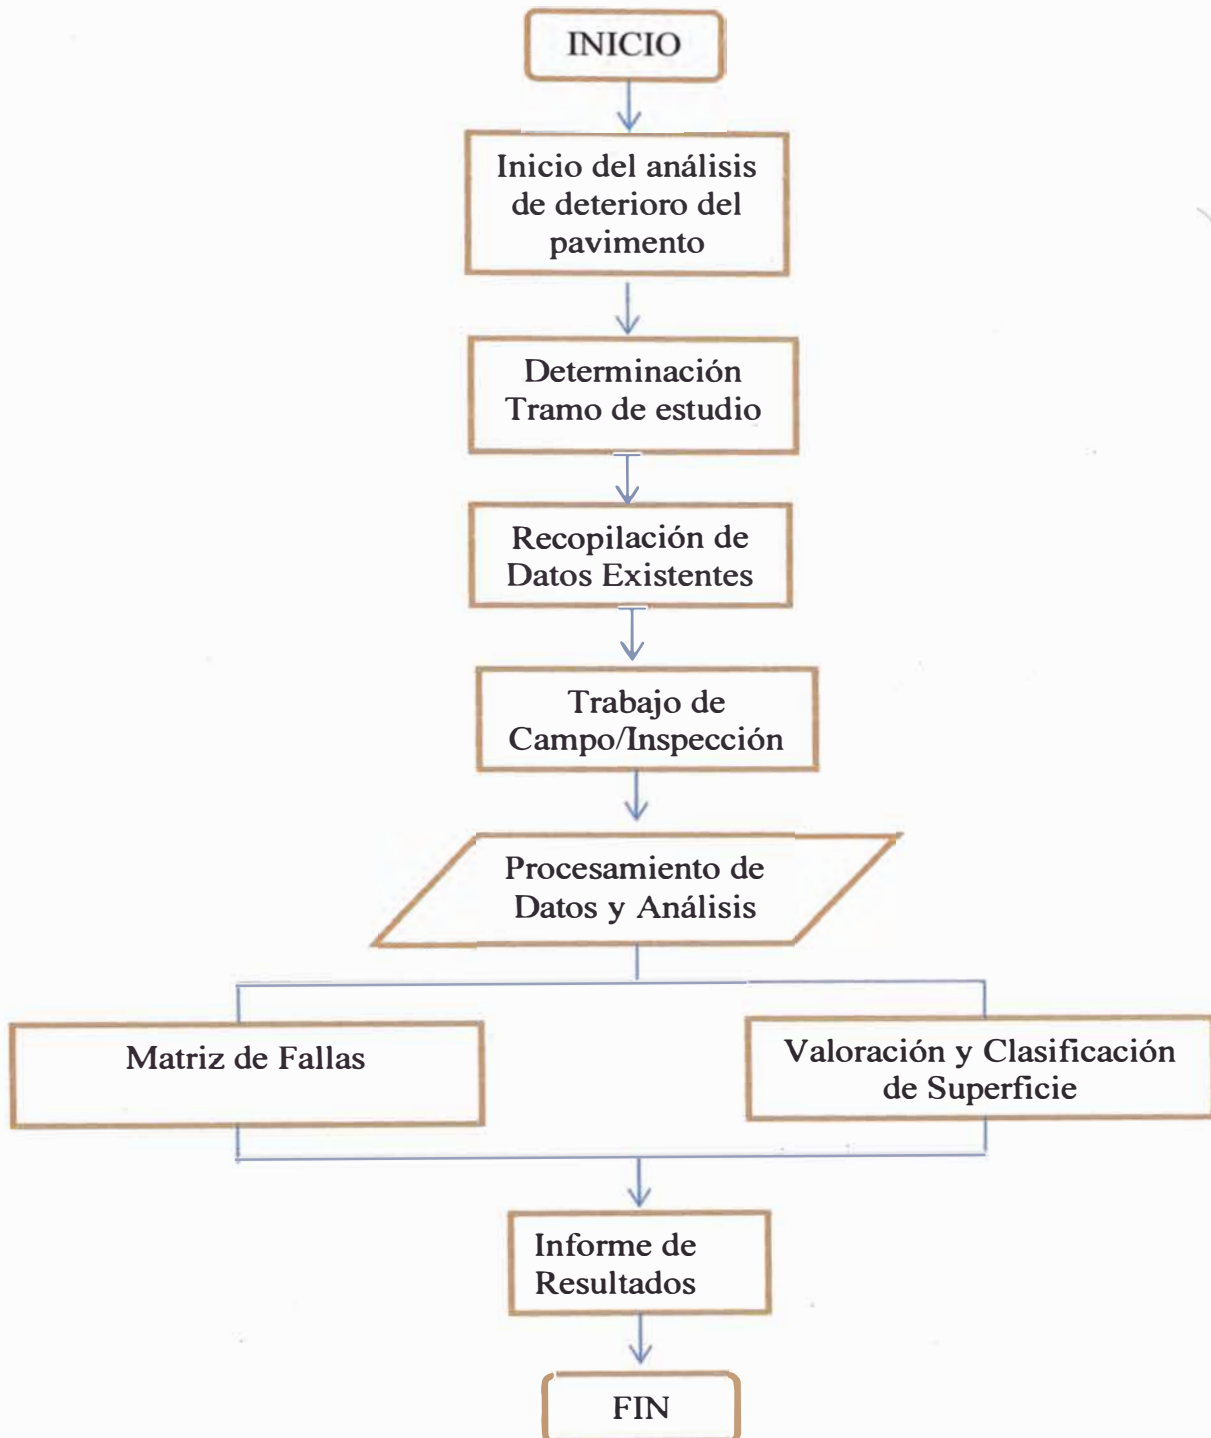 INICIO
Inicio del análisis
de deterioro del
pavimento
Determinación
Tramo de estudio
Recopilación de
Datos Existentes
Trabajo de
Campo/Inspección
Procesamiento de
Datos y Análisis
Matriz de Fallas
Valoración y Clasificación
de Superficie
Informe de
Resultados
FIN